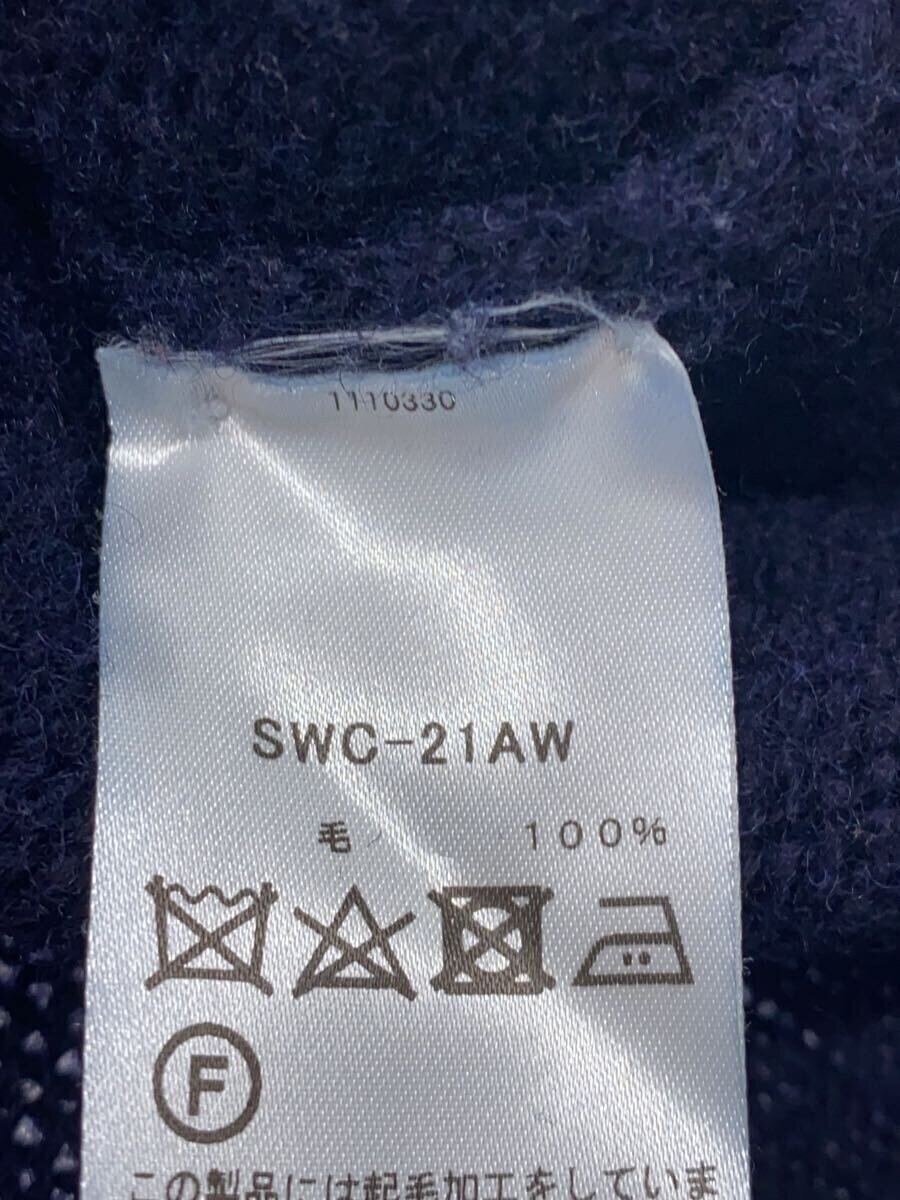 1110330
SWC-21AW
毛 100%
F
この製品には起毛加工をしていま